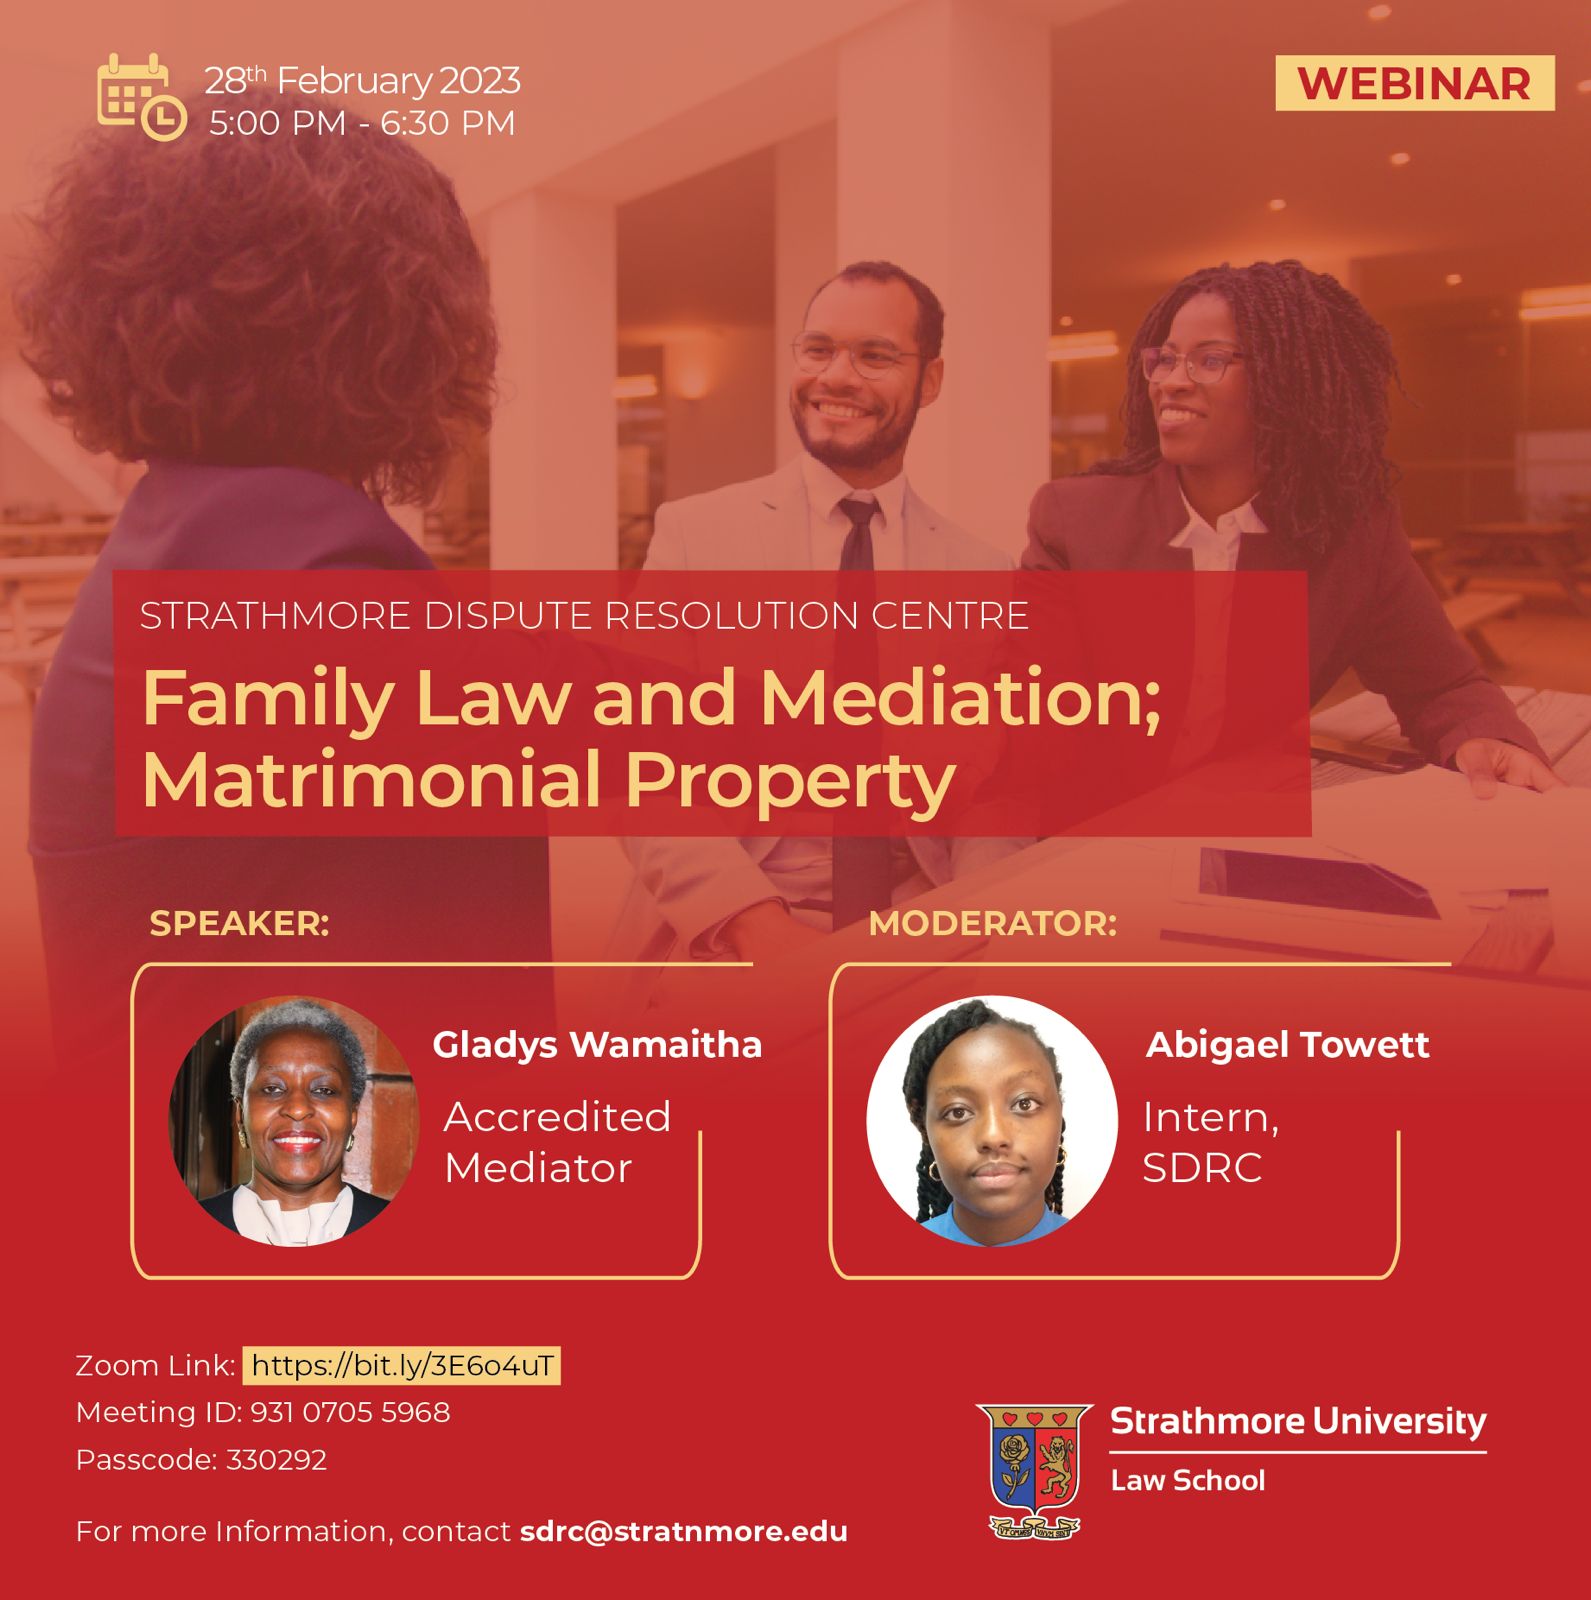 28th February 2023
5:00 PM - 6:30 PM
WEBINAR
STRATHMORE DISPUTE RESOLUTION CENTRE
Family Law and Mediation;
Matrimonial Property
SPEAKER:
Gladys Wamaitha
Accredited
Mediator
MODERATOR:
Abigael Towett
Intern,
SDRC
Zoom Link: https://bit.ly/3E6o4uT
Meeting ID: 931 0705 5968
Passcode: 330292
For more Information, contact sdrc@stratnmore.edu
Strathmore University
Law School